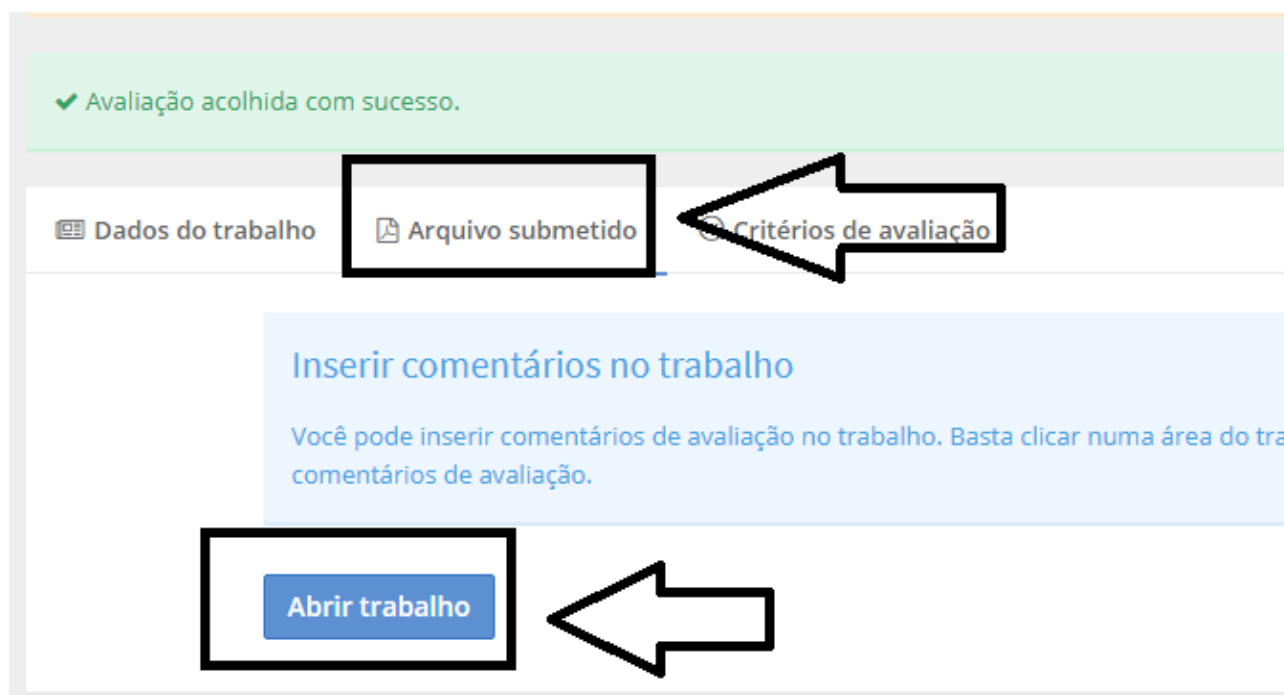 Avaliação acolhida com sucesso.
Dados do trabalho Arquivo submetido Critérios de avaliação
Inserir comentários no trabalho
Você pode inserir comentários de avaliação no trabalho. Basta clicar numa área do
comentários de avaliação.
Abrir trabalho